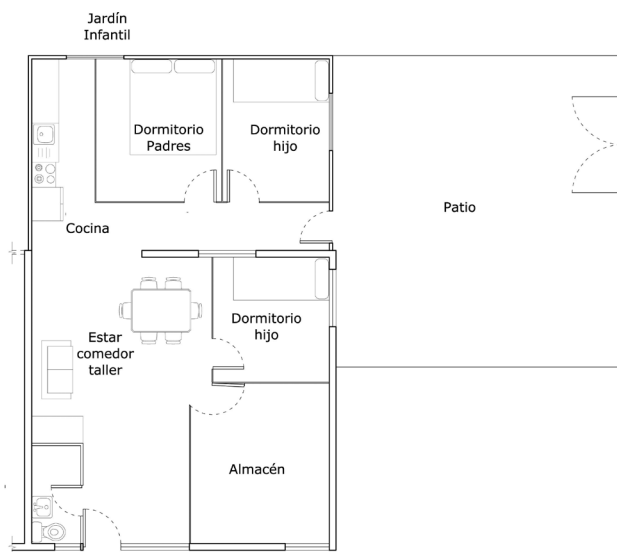 Jardín
Infantil
Dormitorio
Padres
Dormitorio
hijo
Patio
Cocina
Dormitorio
hijo
Estar
comedor
taller
Almacén